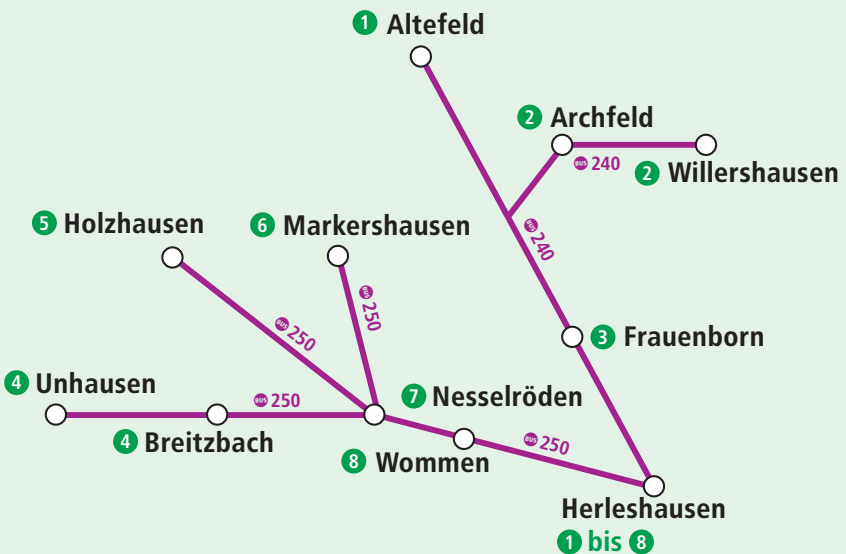 1 Altefeld
2 Archfeld
BUS 240
2 Willershausen
5 Holzhausen
6 Markershausen
BUS 240
BUS 250
BUS 250
3 Frauenborn
4 Unhausen
BUS 250
7 Nesselröden
4 Breitzbach
8 Wommen
BUS 250
Herleshausen
1 bis 8